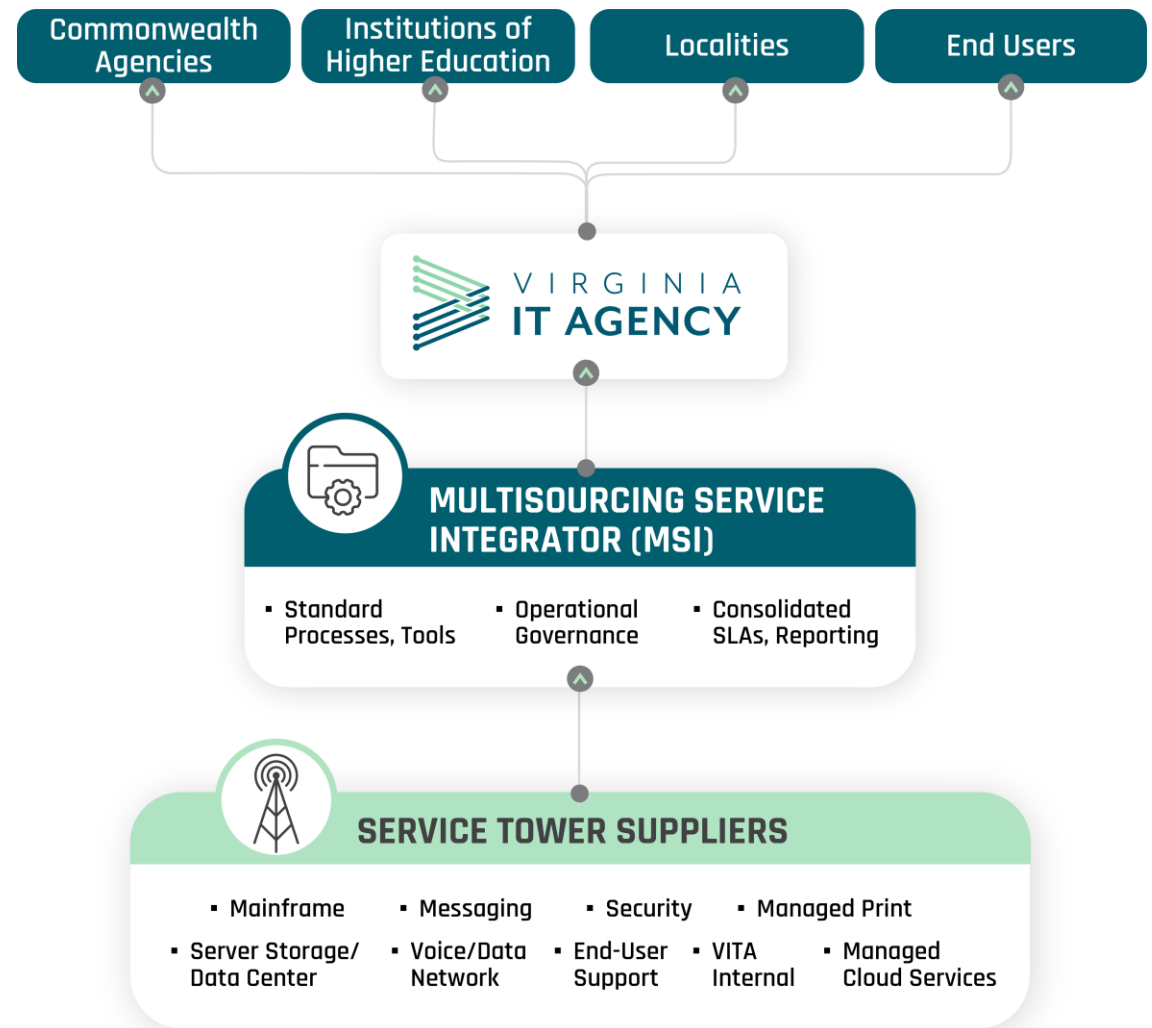 Commonwealth
Agencies
Institutions of
Higher Education
Localities
End Users
VIRGINIA
IT AGENCY
MULTISOURCING SERVICE
INTEGRATOR (MSI)
▪ Standard
Processes, Tools
▪ Operational
Governance
▪ Consolidated
SLAs, Reporting
SERVICE TOWER SUPPLIERS
▪ Mainframe
▪ Messaging
▪ Security
▪ Managed Print
▪ Server Storage/
Data Center
▪ Voice/Data
Network
▪ End-User
Support
▪ VITA
Internal
▪ Managed
Cloud Services